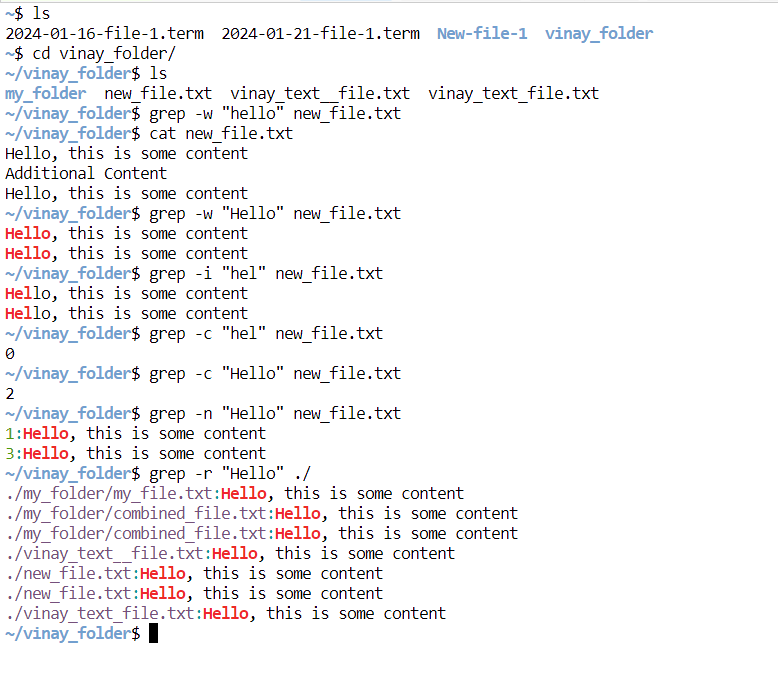 ~$ ls
2024-01-16-file-1.term  2024-01-21-file-1.term  New-file-1  vinay_folder
~$ cd vinay_folder/
~/vinay_folder$ ls
my_folder  new_file.txt  vinay_text__file.txt  vinay_text_file.txt
~/vinay_folder$ grep -w "hello" new_file.txt
~/vinay_folder$ cat new_file.txt
Hello, this is some content
Additional Content
Hello, this is some content
~/vinay_folder$ grep -w "Hello" new_file.txt
Hello, this is some content
Hello, this is some content
~/vinay_folder$ grep -i "hel" new_file.txt
Hello, this is some content
Hello, this is some content
~/vinay_folder$ grep -c "hel" new_file.txt
0
~/vinay_folder$ grep -c "Hello" new_file.txt
2
~/vinay_folder$ grep -n "Hello" new_file.txt
1:Hello, this is some content
3:Hello, this is some content
~/vinay_folder$ grep -r "Hello" ./
./my_folder/my_file.txt:Hello, this is some content
./my_folder/combined_file.txt:Hello, this is some content
./my_folder/combined_file.txt:Hello, this is some content
./vinay_text__file.txt:Hello, this is some content
./new_file.txt:Hello, this is some content
./new_file.txt:Hello, this is some content
./vinay_text_file.txt:Hello, this is some content
~/vinay_folder$